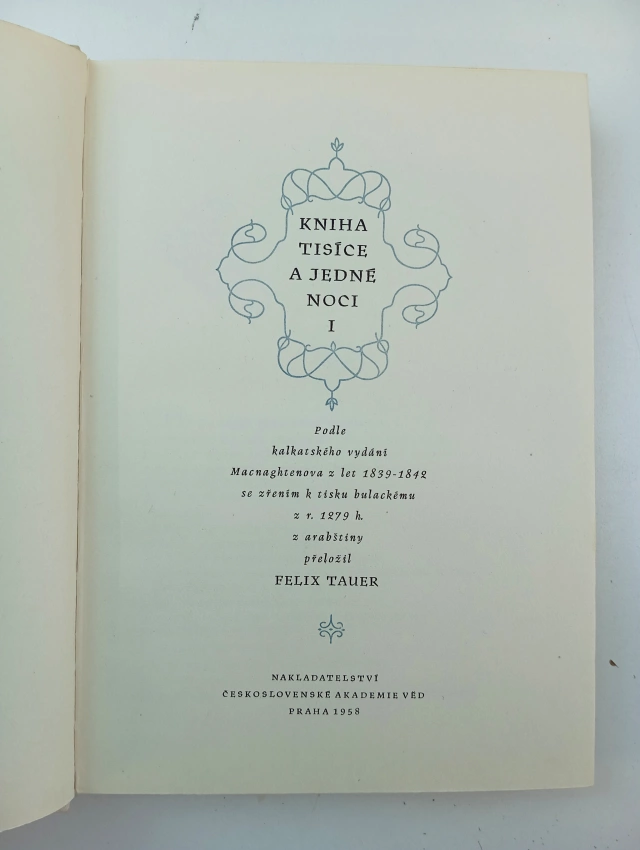 KNIHA
TISÍCE
A JEDNÉ
NOCI
I
Podle
kalkatského vydání
Macnaghtenova z let 1839-1842
se zřením k tisku bulackému
z r. 1279 h.
z arabštiny
přeložil
FELIX TAUER
NAKLADATELSTVÍ
ČESKOSLOVENSKÉ AKADEMIE VĚD
PRAHA 1958